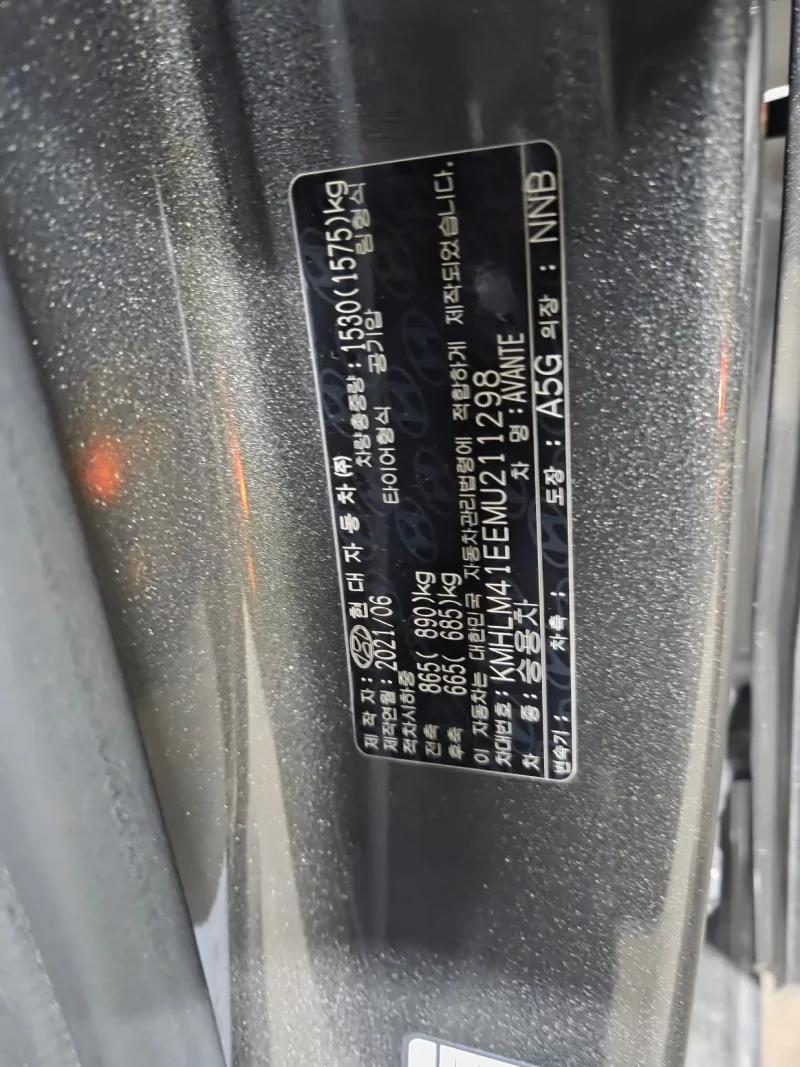 제 작 자 : 현 대 자 동 차 ㈜
제작연월 : 2021/06 차량총중량 : 1530(1575)kg
적차시하중 타이어형식 공기압 림형식
전축 865( 890)kg
후축 665( 685)kg
이 자동차는 대한민국 자동차관리법령에 적합하게 제작되었습니다.
차대번호 : KMHLM41EEMU211298
차 종 : 승용차 차 명 : AVANTE
변속기 : 차축 : 도장 : A5G 외장 : NNB